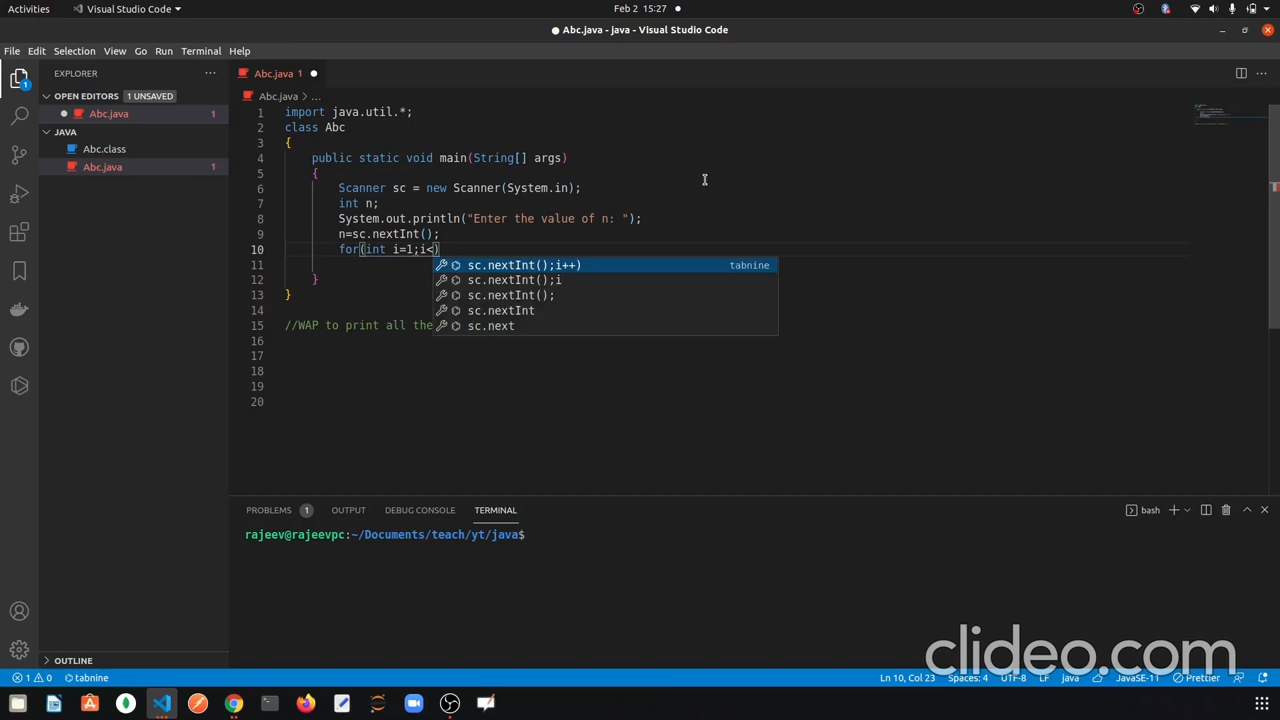 Activities Visual Studio Code Feb 2 15:27
Abc.java - java - Visual Studio Code
File Edit Selection View Go Run Terminal Help
EXPLORER
Abc.java 1
OPEN EDITORS 1 UNSAVED
Abc.java > ...
Abc.java 1
JAVA
Abc.class
Abc.java 1
1 import java.util.*;
2 class Abc
3 {
4 public static void main(String[] args)
5 {
6 Scanner sc = new Scanner(System.in);
7 int n;
8 System.out.println("Enter the value of n: ");
9 n=sc.nextInt();
10 for(int i=1;i<)
11
12 }
13 }
14
15 //WAP to print all the
16
17
18
19
20
sc.nextInt();i++) tabnine
sc.nextInt();i
sc.nextInt();
sc.nextInt
sc.next
PROBLEMS 1 OUTPUT DEBUG CONSOLE TERMINAL
bash
rajeev@rajeevpc:~/Documents/teach/yt/java$
OUTLINE
clideo.com
1 0 tabnine
Ln 10, Col 23 Spaces: 4 UTF-8 LF java JavaSE-11 Prettier